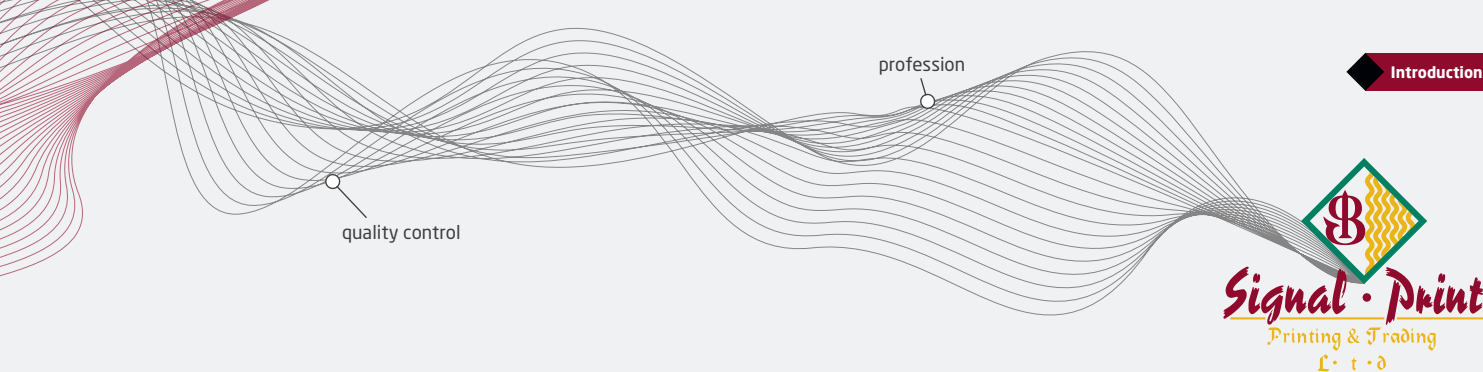 profession
Introduction
quality control
Signal · Print
Printing & Trading
L· t ·d